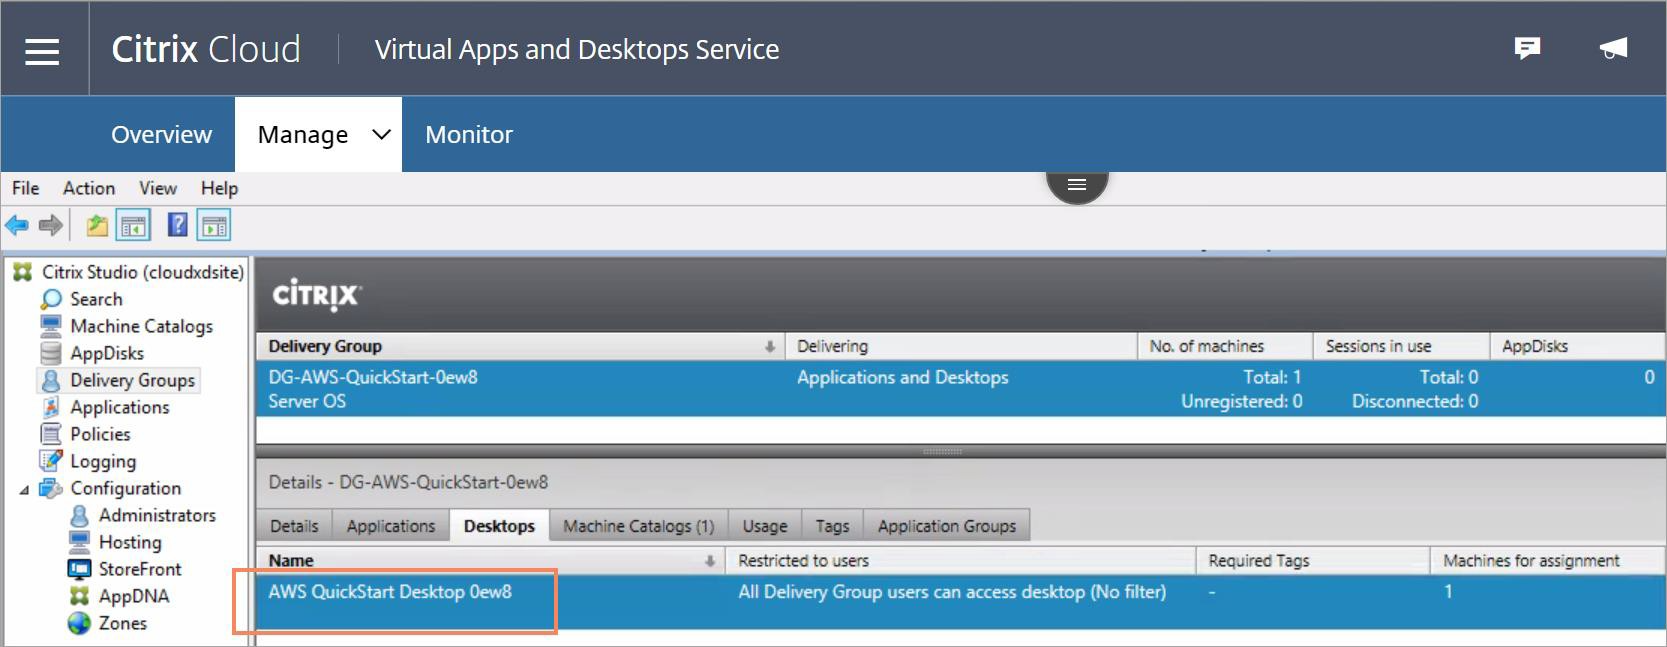 Citrix Cloud Virtual Apps and Desktops Service
Overview Manage Monitor
File Action View Help
?
Citrix Studio (cloudxdsite)
Search
Machine Catalogs
AppDisks
Delivery Groups
Applications
Policies
Logging
Configuration
Administrators
Hosting
StoreFront
AppDNA
Zones
CITRIX
Delivery Group Delivering No. of machines Sessions in use AppDisks
DG-AWS-QuickStart-0ew8 Applications and Desktops Total: 1 Total: 0 0
Server OS Unregistered: 0 Disconnected: 0
Details - DG-AWS-QuickStart-0ew8
Details Applications Desktops Machine Catalogs (1) Usage Tags Application Groups
Name Restricted to users Required Tags Machines for assignment
AWS QuickStart Desktop 0ew8 All Delivery Group users can access desktop (No filter) - 1